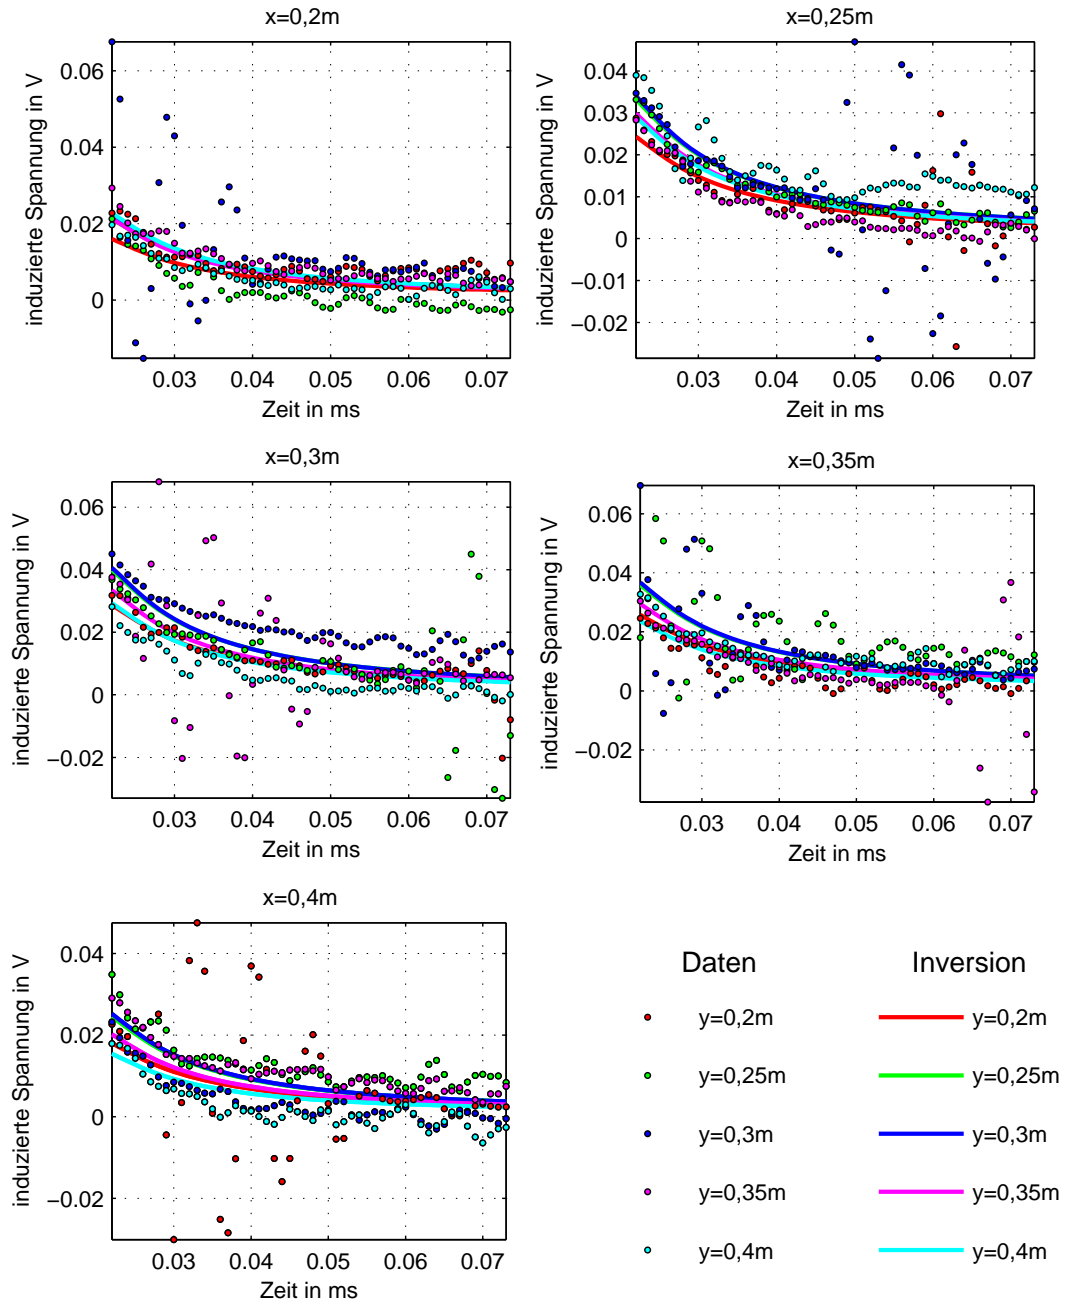 x=0,2m
induzierte Spannung in V
0.06
0.04
0.02
0
0.03
0.04
0.05
0.06
0.07
Zeit in ms
x=0,25m
induzierte Spannung in V
0.04
0.03
0.02
0.01
0
−0.01
−0.02
0.03
0.04
0.05
0.06
0.07
Zeit in ms
x=0,3m
induzierte Spannung in V
0.06
0.04
0.02
0
−0.02
0.03
0.04
0.05
0.06
0.07
Zeit in ms
x=0,35m
induzierte Spannung in V
0.06
0.04
0.02
0
−0.02
0.03
0.04
0.05
0.06
0.07
Zeit in ms
x=0,4m
induzierte Spannung in V
0.04
0.02
0
−0.02
0.03
0.04
0.05
0.06
0.07
Zeit in ms
Daten Inversion
y=0,2m y=0,2m
y=0,25m y=0,25m
y=0,3m y=0,3m
y=0,35m y=0,35m
y=0,4m y=0,4m